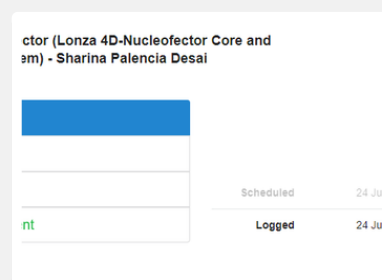 ctor (Lonza 4D-Nucleofector Core and
em) - Sharina Palencia Desai
Scheduled 24 Ju
nt
Logged 24 Ju